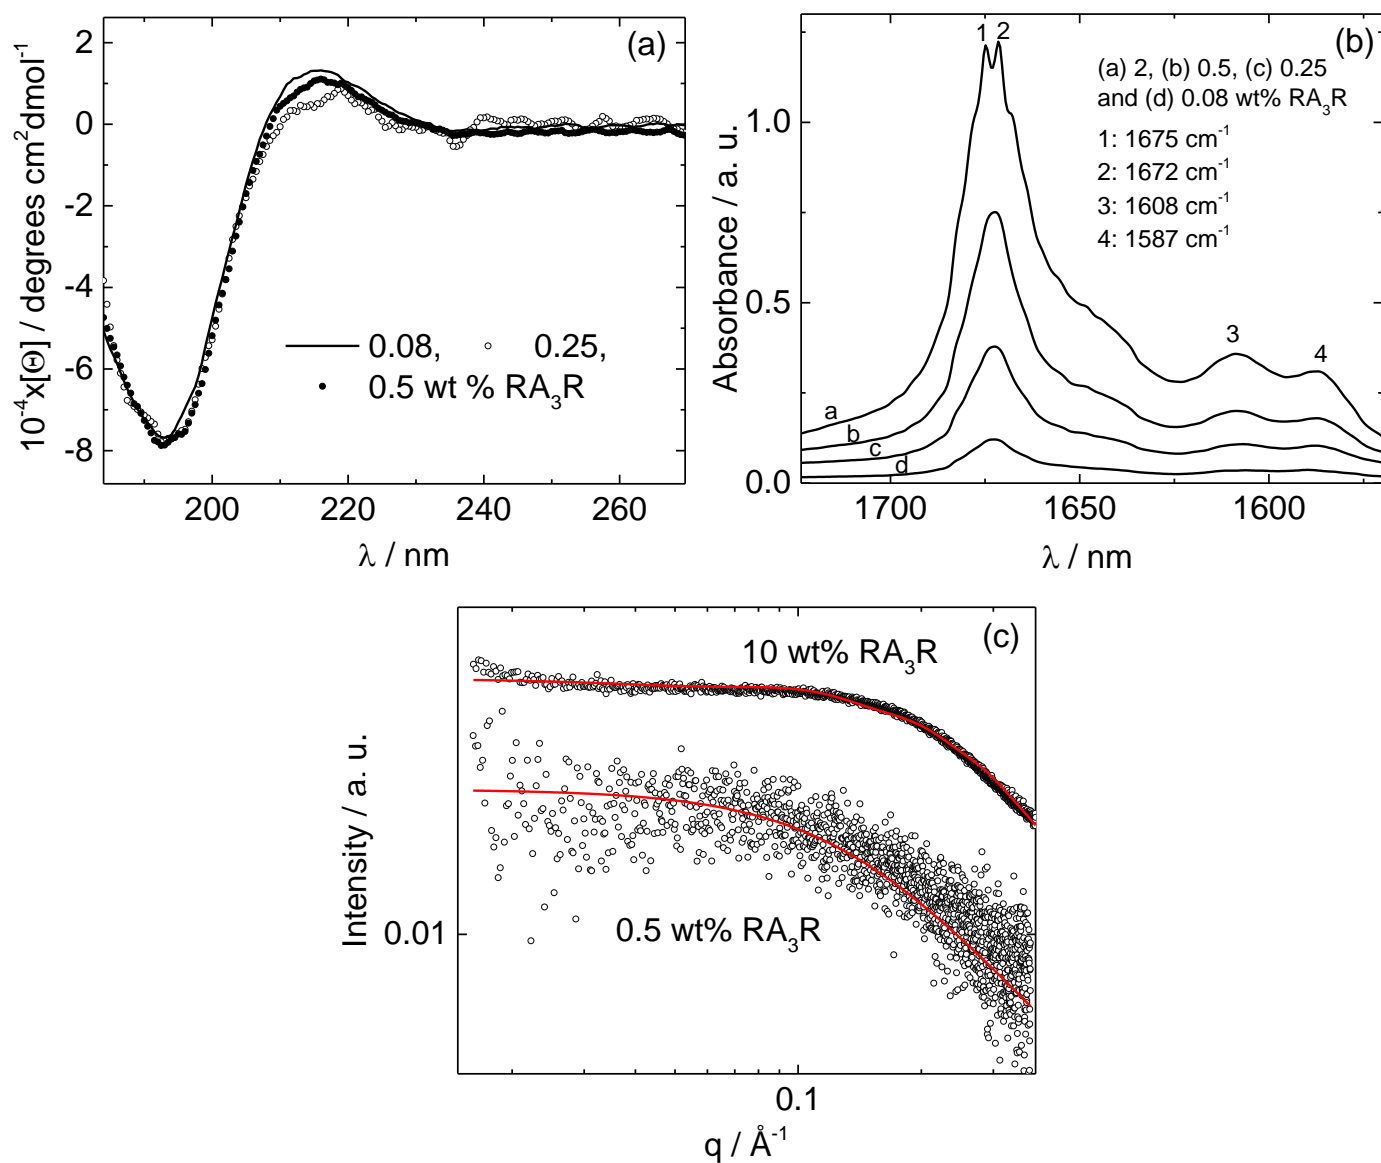 (a)
10⁻⁴x[Θ] / degrees cm² dmol⁻¹
2
0
-2
-4
-6
-8
0.08, 0.25,
0.5 wt % RA₃R
200 220 240 260
λ / nm
(b)
1 2
(a) 2, (b) 0.5, (c) 0.25
and (d) 0.08 wt% RA₃R
1: 1675 cm⁻¹
2: 1672 cm⁻¹
3: 1608 cm⁻¹
4: 1587 cm⁻¹
Absorbance / a. u.
1.0
0.5
0.0
3
4
a
b
c
d
1700 1650 1600
λ / nm
(c)
10 wt% RA₃R
Intensity / a. u.
0.01
0.5 wt% RA₃R
0.1
q / Å⁻¹